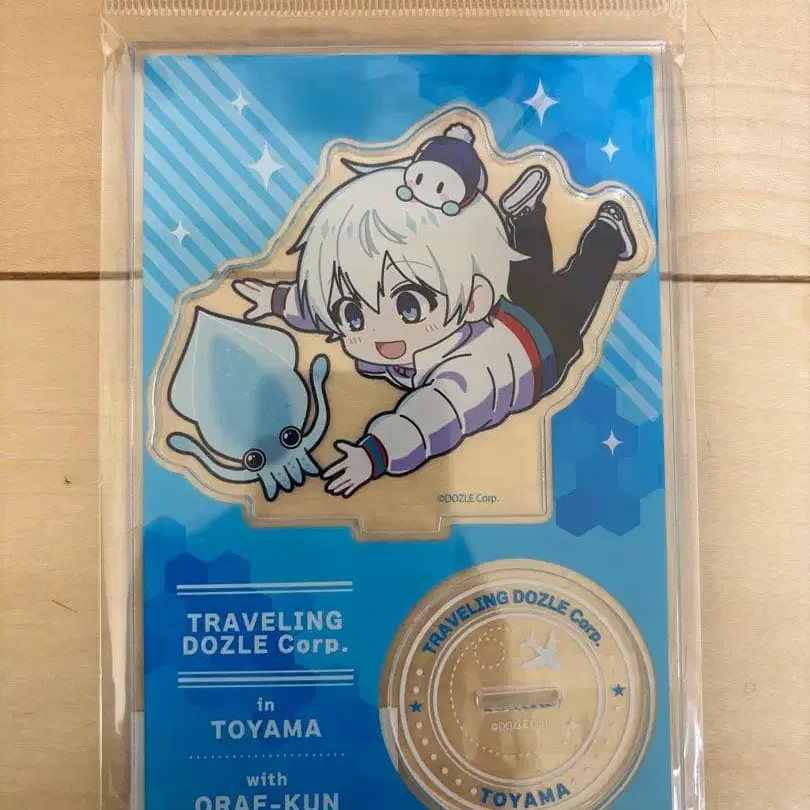 ©DOZLE Corp.
TRAVELING
DOZLE Corp.
in
TOYAMA
with
ORAF-KUN
TRAVELING DOZLE Corp.
©DOZLE Corp.
TOYAMA